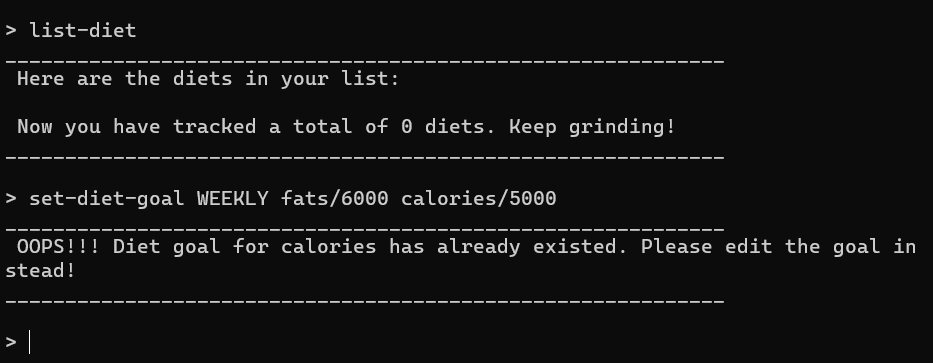 > list-diet
____________________________________________________________
Here are the diets in your list:
Now you have tracked a total of 0 diets. Keep grinding!
____________________________________________________________
> set-diet-goal WEEKLY fats/6000 calories/5000
____________________________________________________________
OOPS!!! Diet goal for calories has already existed. Please edit the goal in
stead!
____________________________________________________________
>